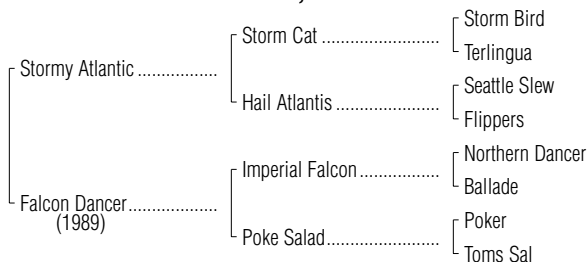 Storm Bird
Storm Cat ........................
Terlingua
Stormy Atlantic ................
Seattle Slew
Hail Atlantis .....................
Flippers
Northern Dancer
Imperial Falcon ................
Ballade
Falcon Dancer ..................
(1989)
Poker
Poke Salad ......................
Toms Sal